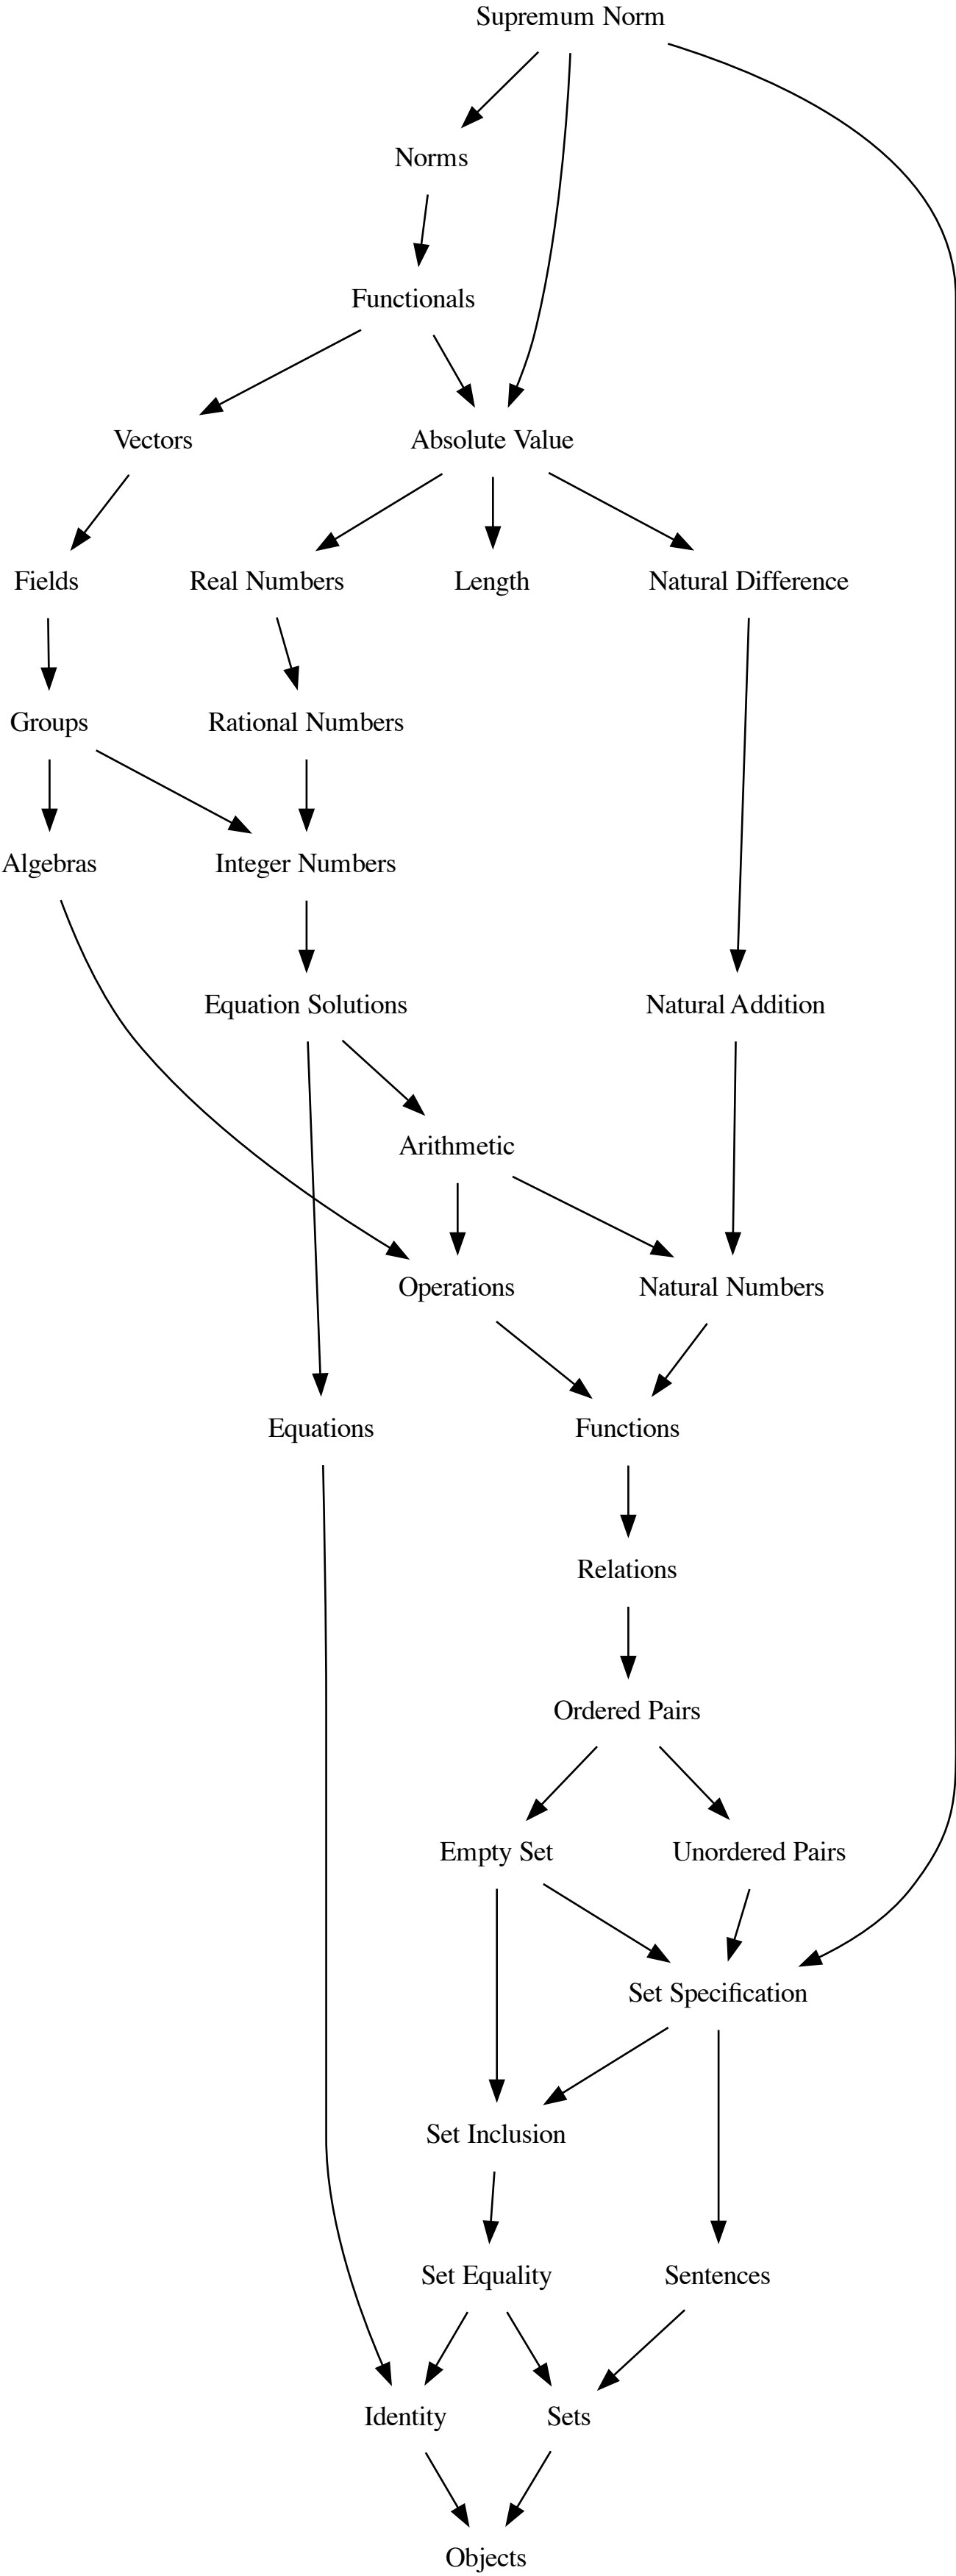 Supremum Norm
Norms
Functionals
Vectors
Absolute Value
Fields
Real Numbers
Length
Natural Difference
Groups
Rational Numbers
Algebras
Integer Numbers
Equation Solutions
Natural Addition
Arithmetic
Operations
Natural Numbers
Equations
Functions
Relations
Ordered Pairs
Empty Set
Unordered Pairs
Set Specification
Set Inclusion
Set Equality
Sentences
Identity
Sets
Objects